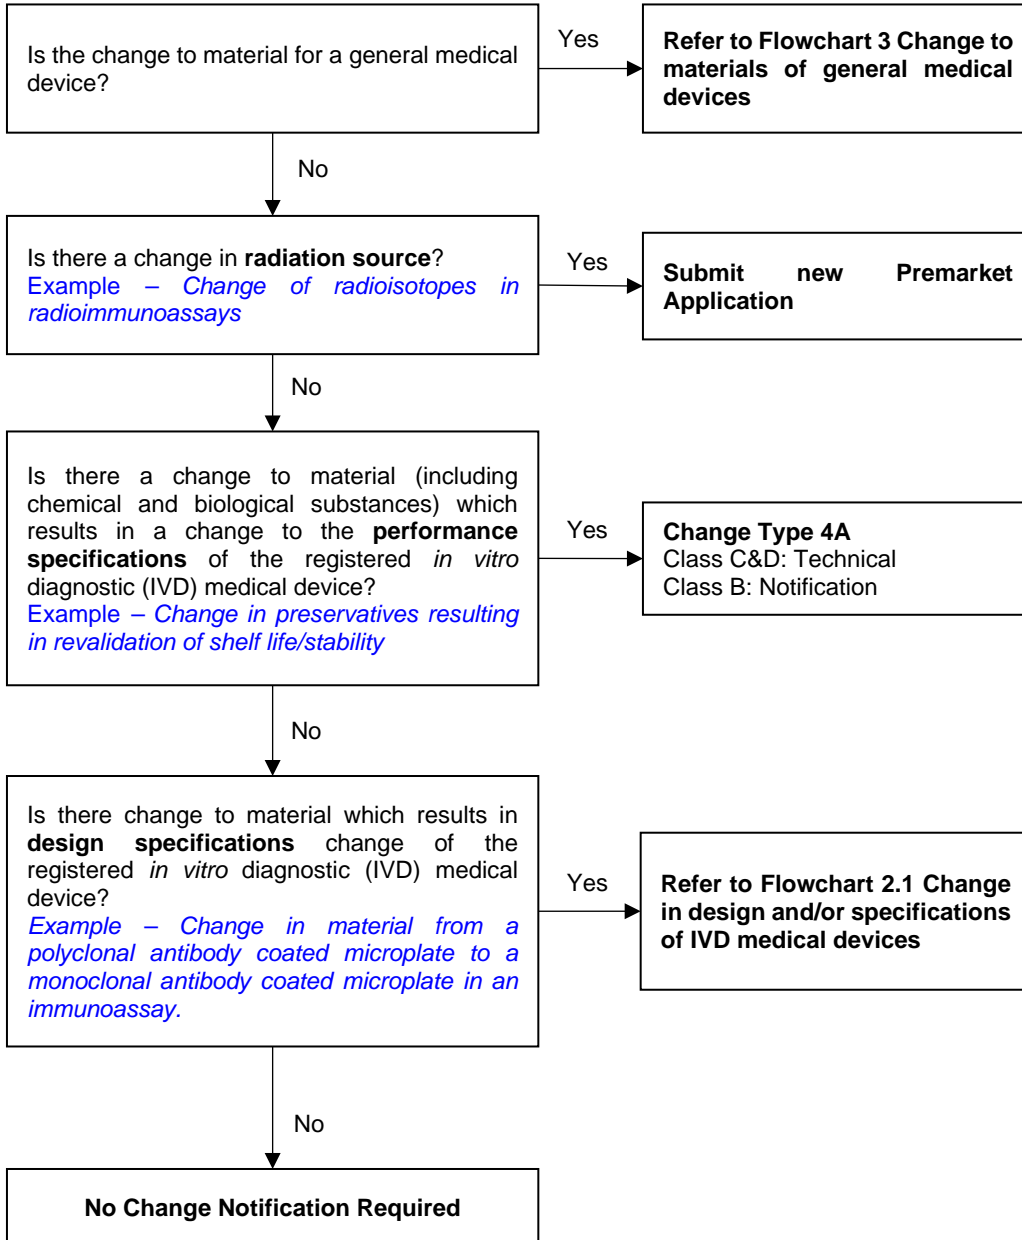 Is the change to material for a general medical
device?
Yes
Refer to Flowchart 3 Change to
materials of general medical
devices
No
Is there a change in radiation source?
Example – Change of radioisotopes in
radioimmunoassays
Yes
Submit new Premarket
Application
No
Is there a change to material (including
chemical and biological substances) which
results in a change to the performance
specifications of the registered in vitro
diagnostic (IVD) medical device?
Example – Change in preservatives resulting
in revalidation of shelf life/stability
Yes
Change Type 4A
Class C&D: Technical
Class B: Notification
No
Is there change to material which results in
design specifications change of the
registered in vitro diagnostic (IVD) medical
device?
Example – Change in material from a
polyclonal antibody coated microplate to a
monoclonal antibody coated microplate in an
immunoassay.
Yes
Refer to Flowchart 2.1 Change
in design and/or specifications
of IVD medical devices
No
No Change Notification Required